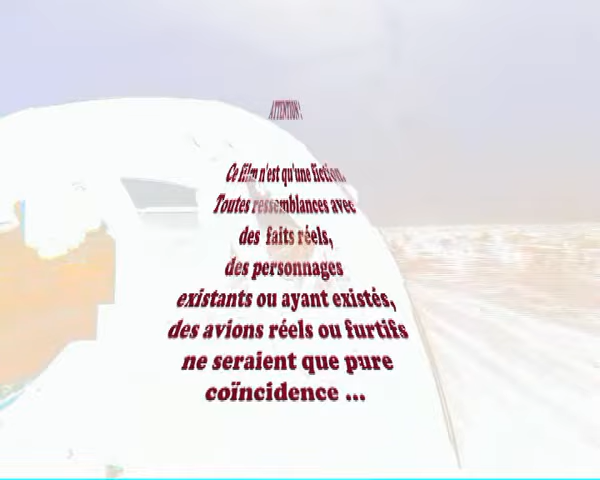 ATTENTION !
Ce film n'est qu'une fiction.
Toutes ressemblances avec
des faits réels,
des personnages
existants ou ayant existés,
des avions réels ou furtifs
ne seraient que pure
coïncidence ...